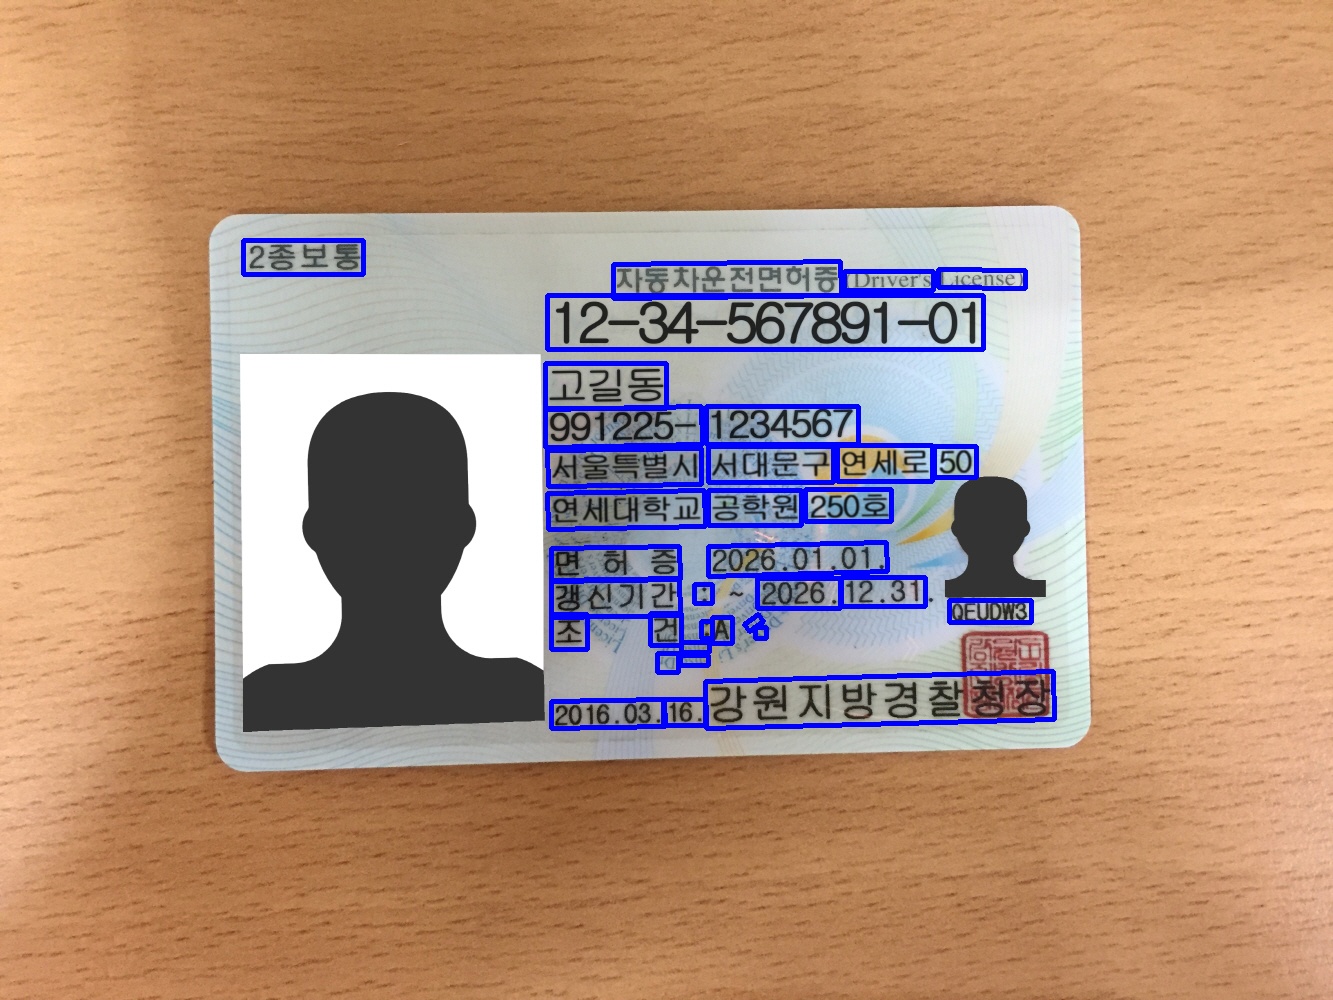 2종보통
자동차운전면허증 (Driver's License)
12-34-567891-01
고길동
991225-1234567
서울특별시 서대문구 연세로 50
연세대학교 공학원 250호
면 허 증 2026.01.01.
갱신기간 : ~ 2026.12.31.
조 건 : A
QEUDW3
2016.03.16. 강원지방경찰청장